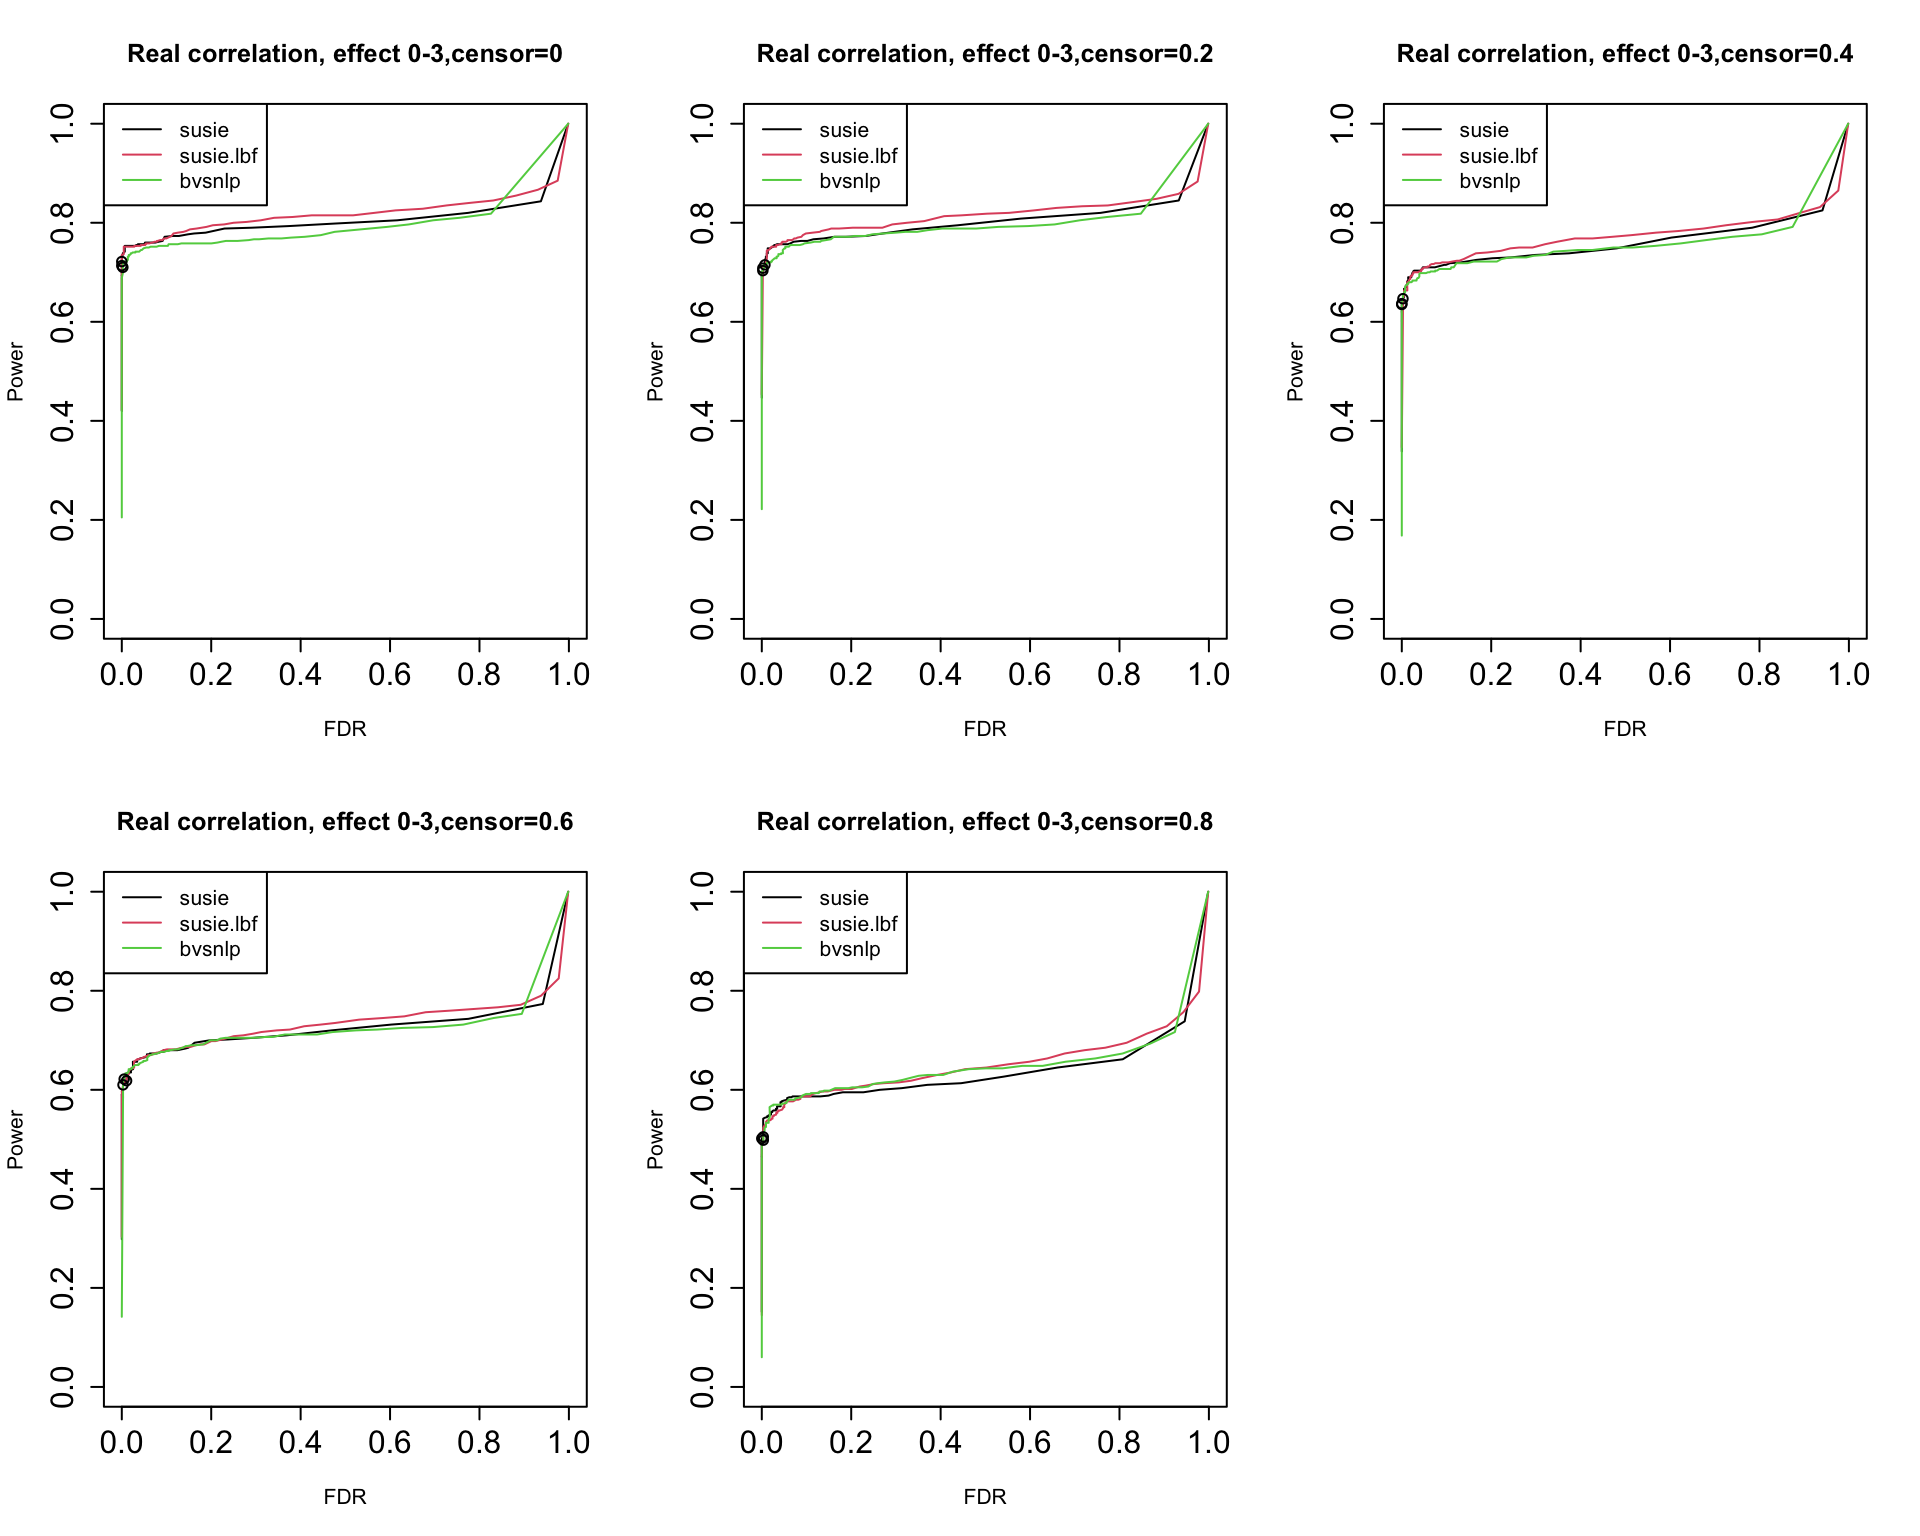 Real correlation, effect 0-3,censor=0
susie
susie.lbf
bvsnlp
Power
0.0 0.2 0.4 0.6 0.8 1.0
0.0 0.2 0.4 0.6 0.8 1.0
FDR
Real correlation, effect 0-3,censor=0.2
susie
susie.lbf
bvsnlp
Power
0.0 0.2 0.4 0.6 0.8 1.0
0.0 0.2 0.4 0.6 0.8 1.0
FDR
Real correlation, effect 0-3,censor=0.4
susie
susie.lbf
bvsnlp
Power
0.0 0.2 0.4 0.6 0.8 1.0
0.0 0.2 0.4 0.6 0.8 1.0
FDR
Real correlation, effect 0-3,censor=0.6
susie
susie.lbf
bvsnlp
Power
0.0 0.2 0.4 0.6 0.8 1.0
0.0 0.2 0.4 0.6 0.8 1.0
FDR
Real correlation, effect 0-3,censor=0.8
susie
susie.lbf
bvsnlp
Power
0.0 0.2 0.4 0.6 0.8 1.0
0.0 0.2 0.4 0.6 0.8 1.0
FDR